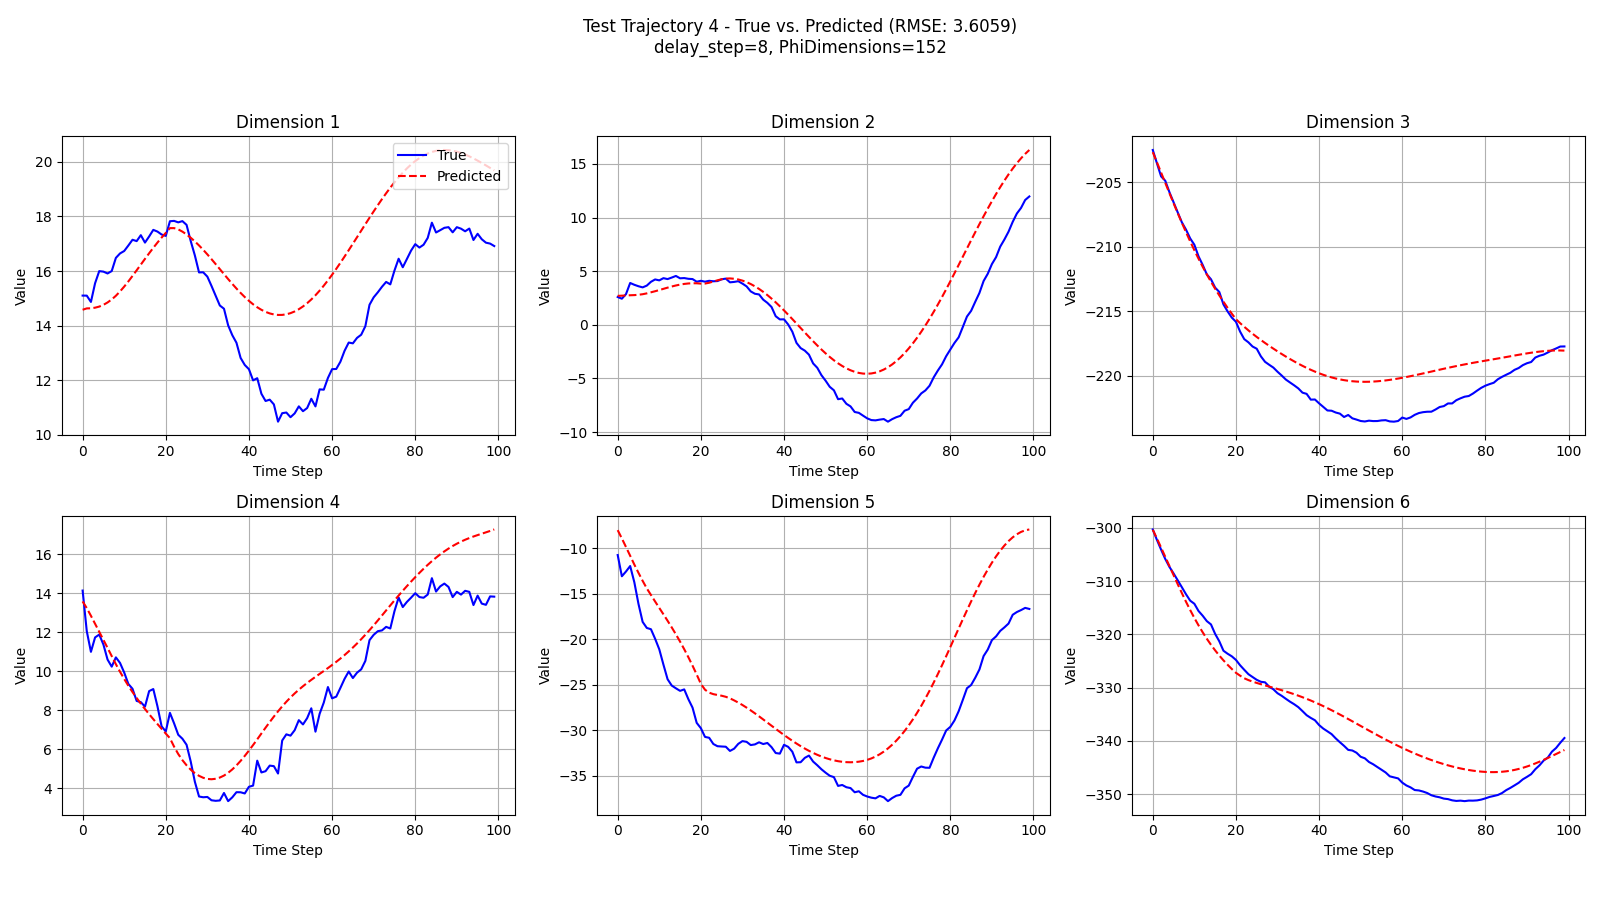 Test Trajectory 4 - True vs. Predicted (RMSE: 3.6059)
delay_step=8, PhiDimensions=152
Dimension 1
True
Predicted
Value
20
18
16
14
12
10
0 20 40 60 80 100
Time Step
Dimension 2
Value
15
10
5
0
−5
−10
0 20 40 60 80 100
Time Step
Dimension 3
Value
−205
−210
−215
−220
0 20 40 60 80 100
Time Step
Dimension 4
Value
16
14
12
10
8
6
4
0 20 40 60 80 100
Time Step
Dimension 5
Value
−10
−15
−20
−25
−30
−35
0 20 40 60 80 100
Time Step
Dimension 6
Value
−300
−310
−320
−330
−340
−350
0 20 40 60 80 100
Time Step